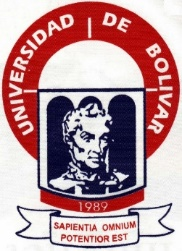 UNIVERSIDAD DE BOLIVAR
1989
SAPIENTIA OMNIUM
POTENTIOR EST